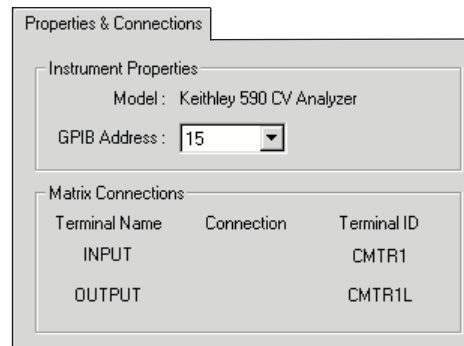 Properties & Connections
Instrument Properties
Model : Keithley 590 CV Analyzer
GPIB Address : 15
Matrix Connections
Terminal Name Connection Terminal ID
INPUT CMTR1
OUTPUT CMTR1L